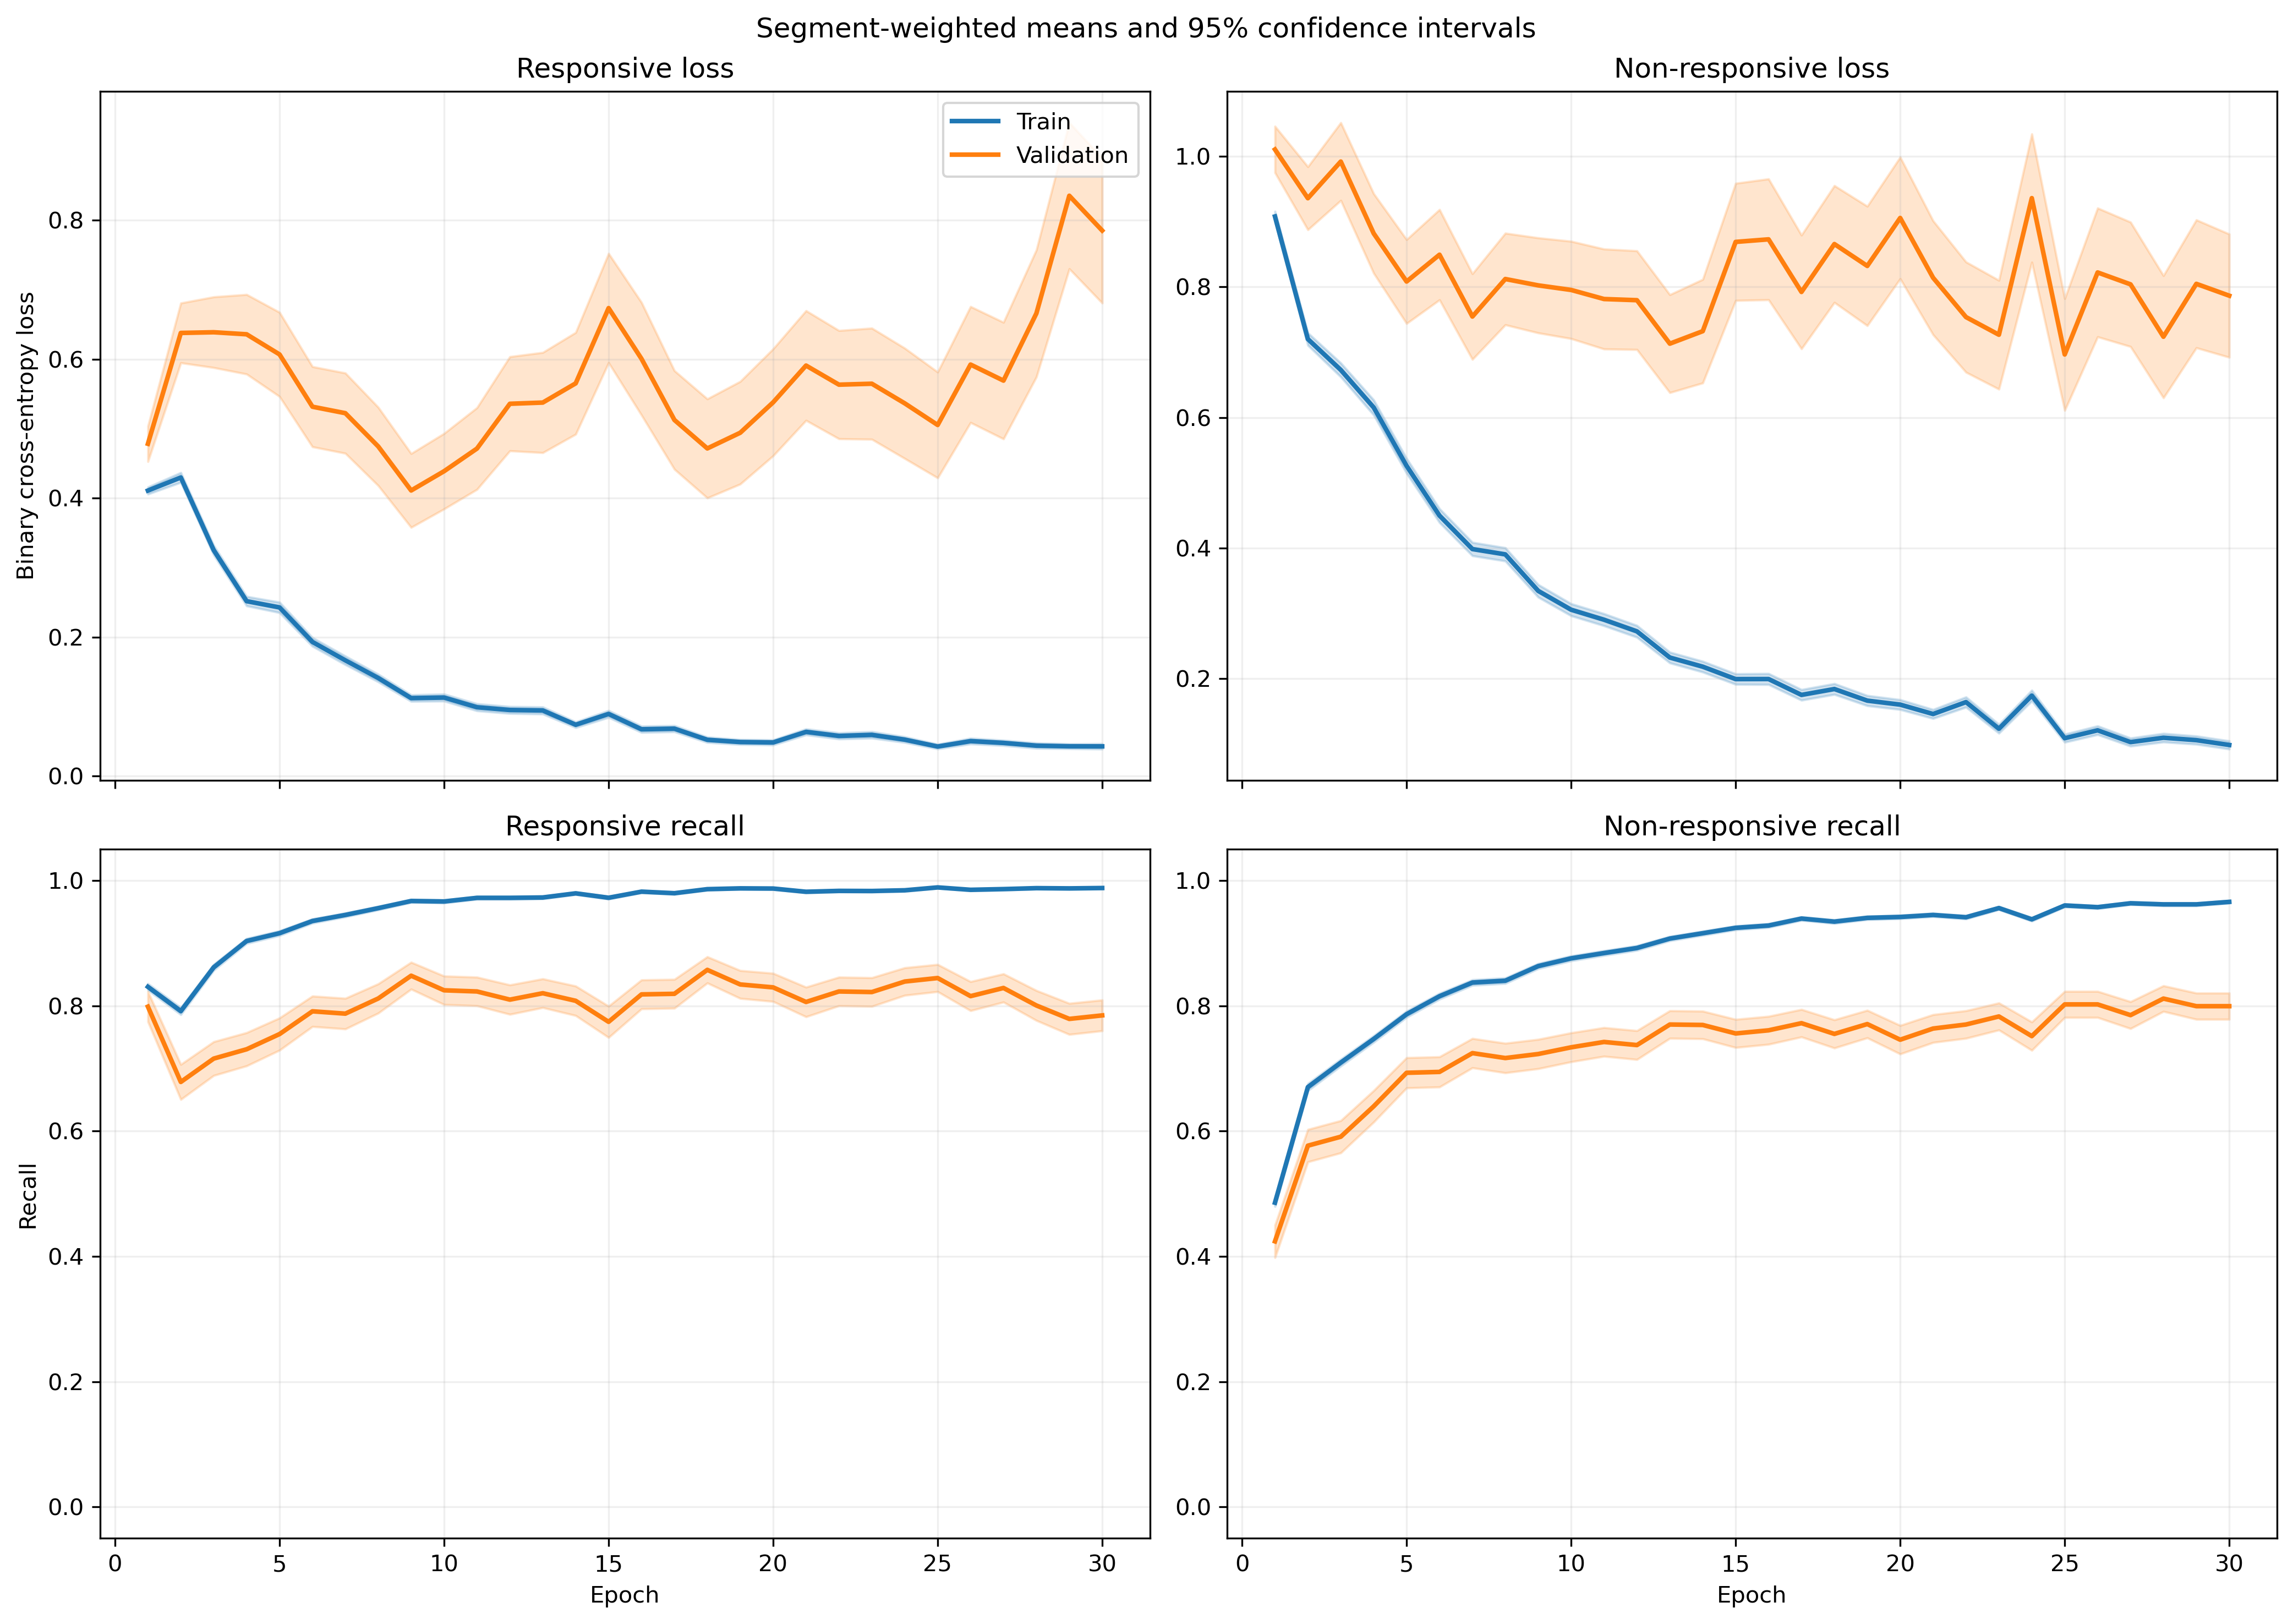 Segment-weighted means and 95% confidence intervals
Responsive loss
Non-responsive loss
Train
Validation
Binary cross-entropy loss
0.8
0.6
0.4
0.2
0.0
1.0
0.8
0.6
0.4
0.2
Responsive recall
Non-responsive recall
Recall
1.0
0.8
0.6
0.4
0.2
0.0
1.0
0.8
0.6
0.4
0.2
0.0
0 5 10 15 20 25 30
0 5 10 15 20 25 30
Epoch
Epoch